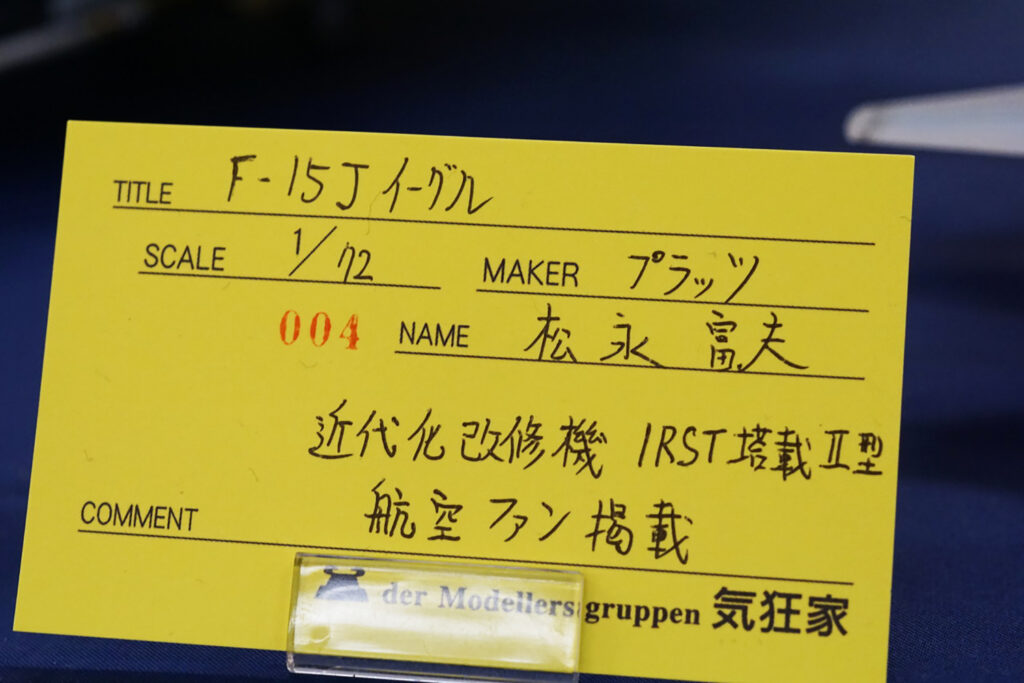 TITLE F-15J イーグル
SCALE 1/72 MAKER プラッツ
004 NAME 松永 富夫
近代化改修機 IRST搭載Ⅱ型
COMMENT 航空ファン掲載
der Modellers gruppen 気狂家